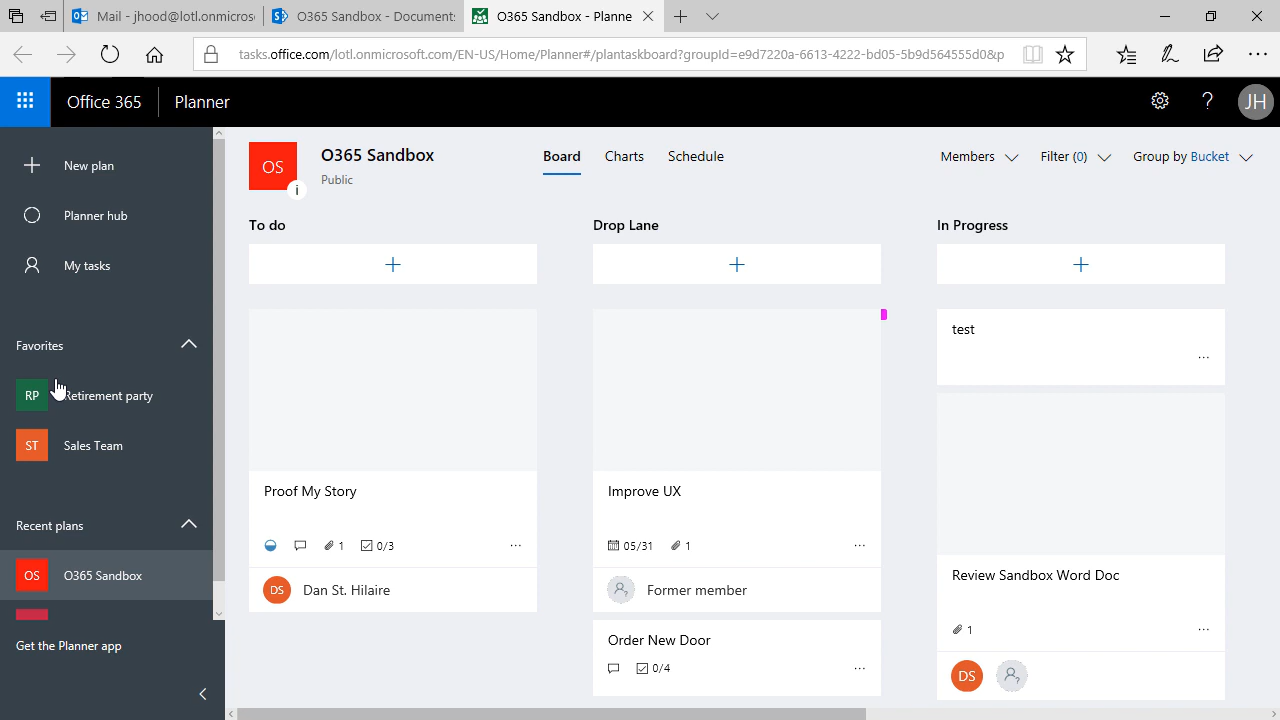 Mail - jhood@lotl.onmicros
O365 Sandbox - Document:
O365 Sandbox - Planne
tasks.office.com/lotl.onmicrosoft.com/EN-US/Home/Planner#/plantaskboard?groupId=e9d7220a-6613-4222-bd05-5b9d564555d0&p
Office 365
Planner
?
JH
New plan
Planner hub
My tasks
Favorites
RP
Retirement party
ST
Sales Team
Recent plans
OS
O365 Sandbox
Get the Planner app
OS
i
O365 Sandbox
Public
Board
Charts
Schedule
Members
Filter (0)
Group by Bucket
To do
Proof My Story
1
0/3
DS
Dan St. Hilaire
Drop Lane
Improve UX
05/31
1
Former member
Order New Door
0/4
In Progress
test
Review Sandbox Word Doc
1
DS